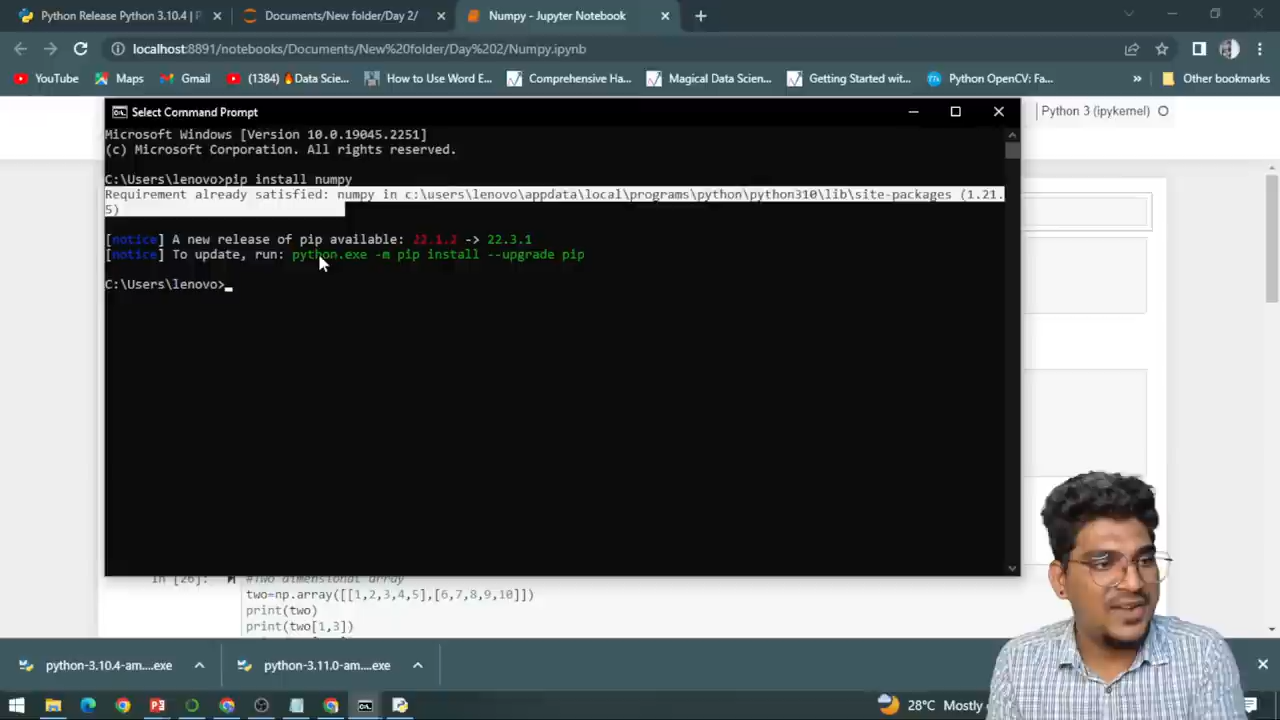 Python Release Python 3.10.4 | P
Documents/New folder/Day 2/
Numpy - Jupyter Notebook
localhost:8891/notebooks/Documents/New%20folder/Day%202/Numpy.ipynb
YouTube
Maps
Gmail
(1384) 🔥Data Scie...
How to Use Word E...
Comprehensive Ha...
Magical Data Scien...
Getting Started wit...
Python OpenCV: Fa...
»
Other bookmarks
Select Command Prompt
Python 3 (ipykernel)
Microsoft Windows [Version 10.0.19045.2251]
(c) Microsoft Corporation. All rights reserved.
C:\Users\lenovo>pip install numpy
Requirement already satisfied: numpy in c:\users\lenovo\appdata\local\programs\python\python310\lib\site-packages (1.21.
5)
[notice] A new release of pip available: 22.1.2 -> 22.3.1
[notice] To update, run: python.exe -m pip install --upgrade pip
C:\Users\lenovo>
In [26]:
#Two dimensional array
two=np.array([[1,2,3,4,5],[6,7,8,9,10]])
print(two)
print(two[1,3])
python-3.10.4-am....exe
python-3.11.0-am....exe
28°C Mostly